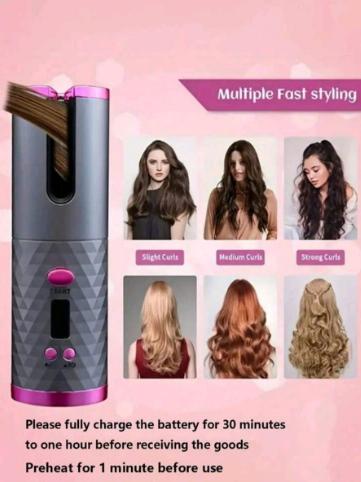 Multiple Fast styling
Slight Curls
Medium Curls
Strong Curls
Please fully charge the battery for 30 minutes
to one hour before receiving the goods
Preheat for 1 minute before use